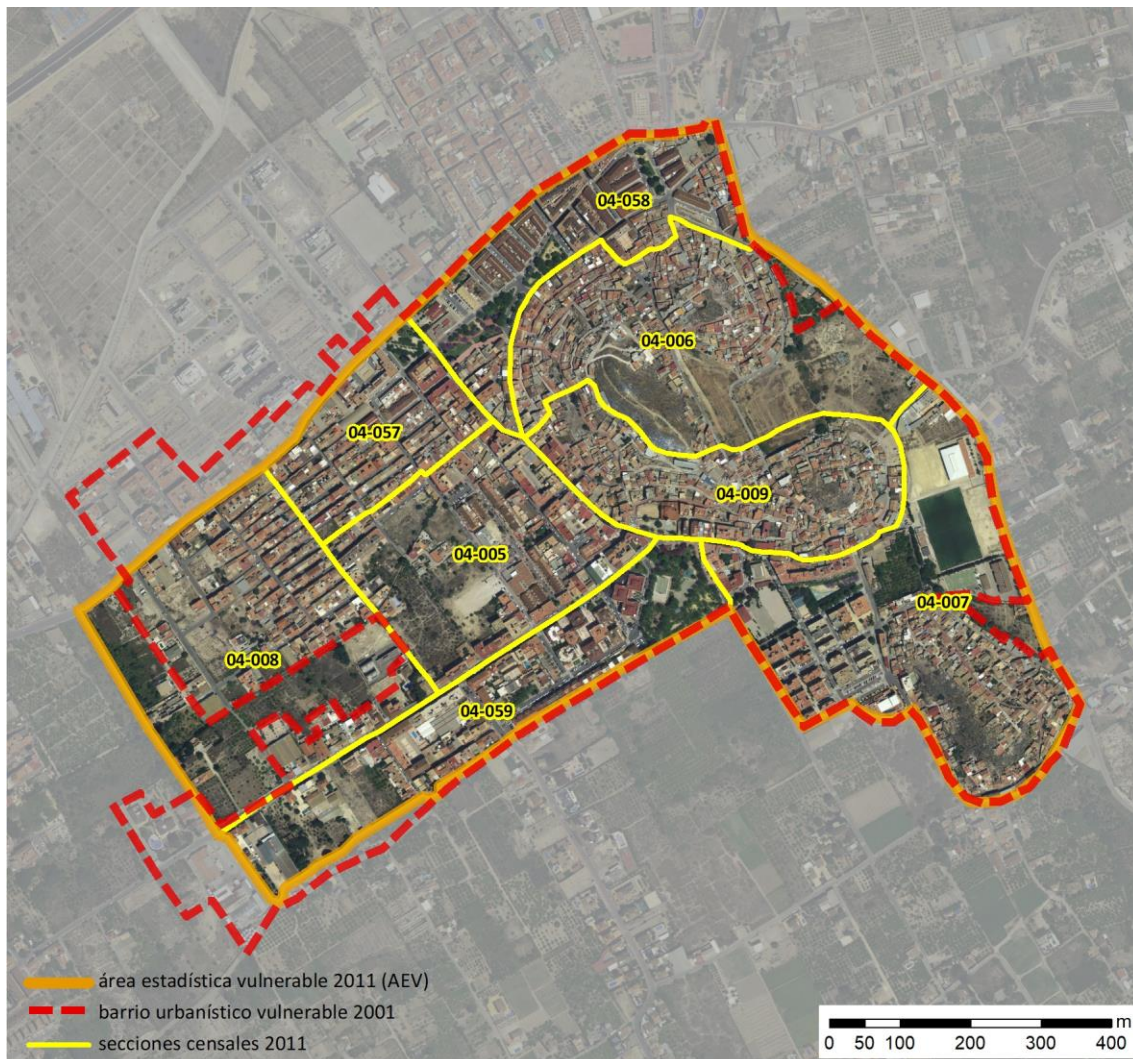 04-058
04-006
04-057
04-009
04-005
04-007
04-008
04-059
área estadística vulnerable 2011 (AEV)
barrio urbanístico vulnerable 2001
secciones censales 2011
m
0 50 100 200 300 400